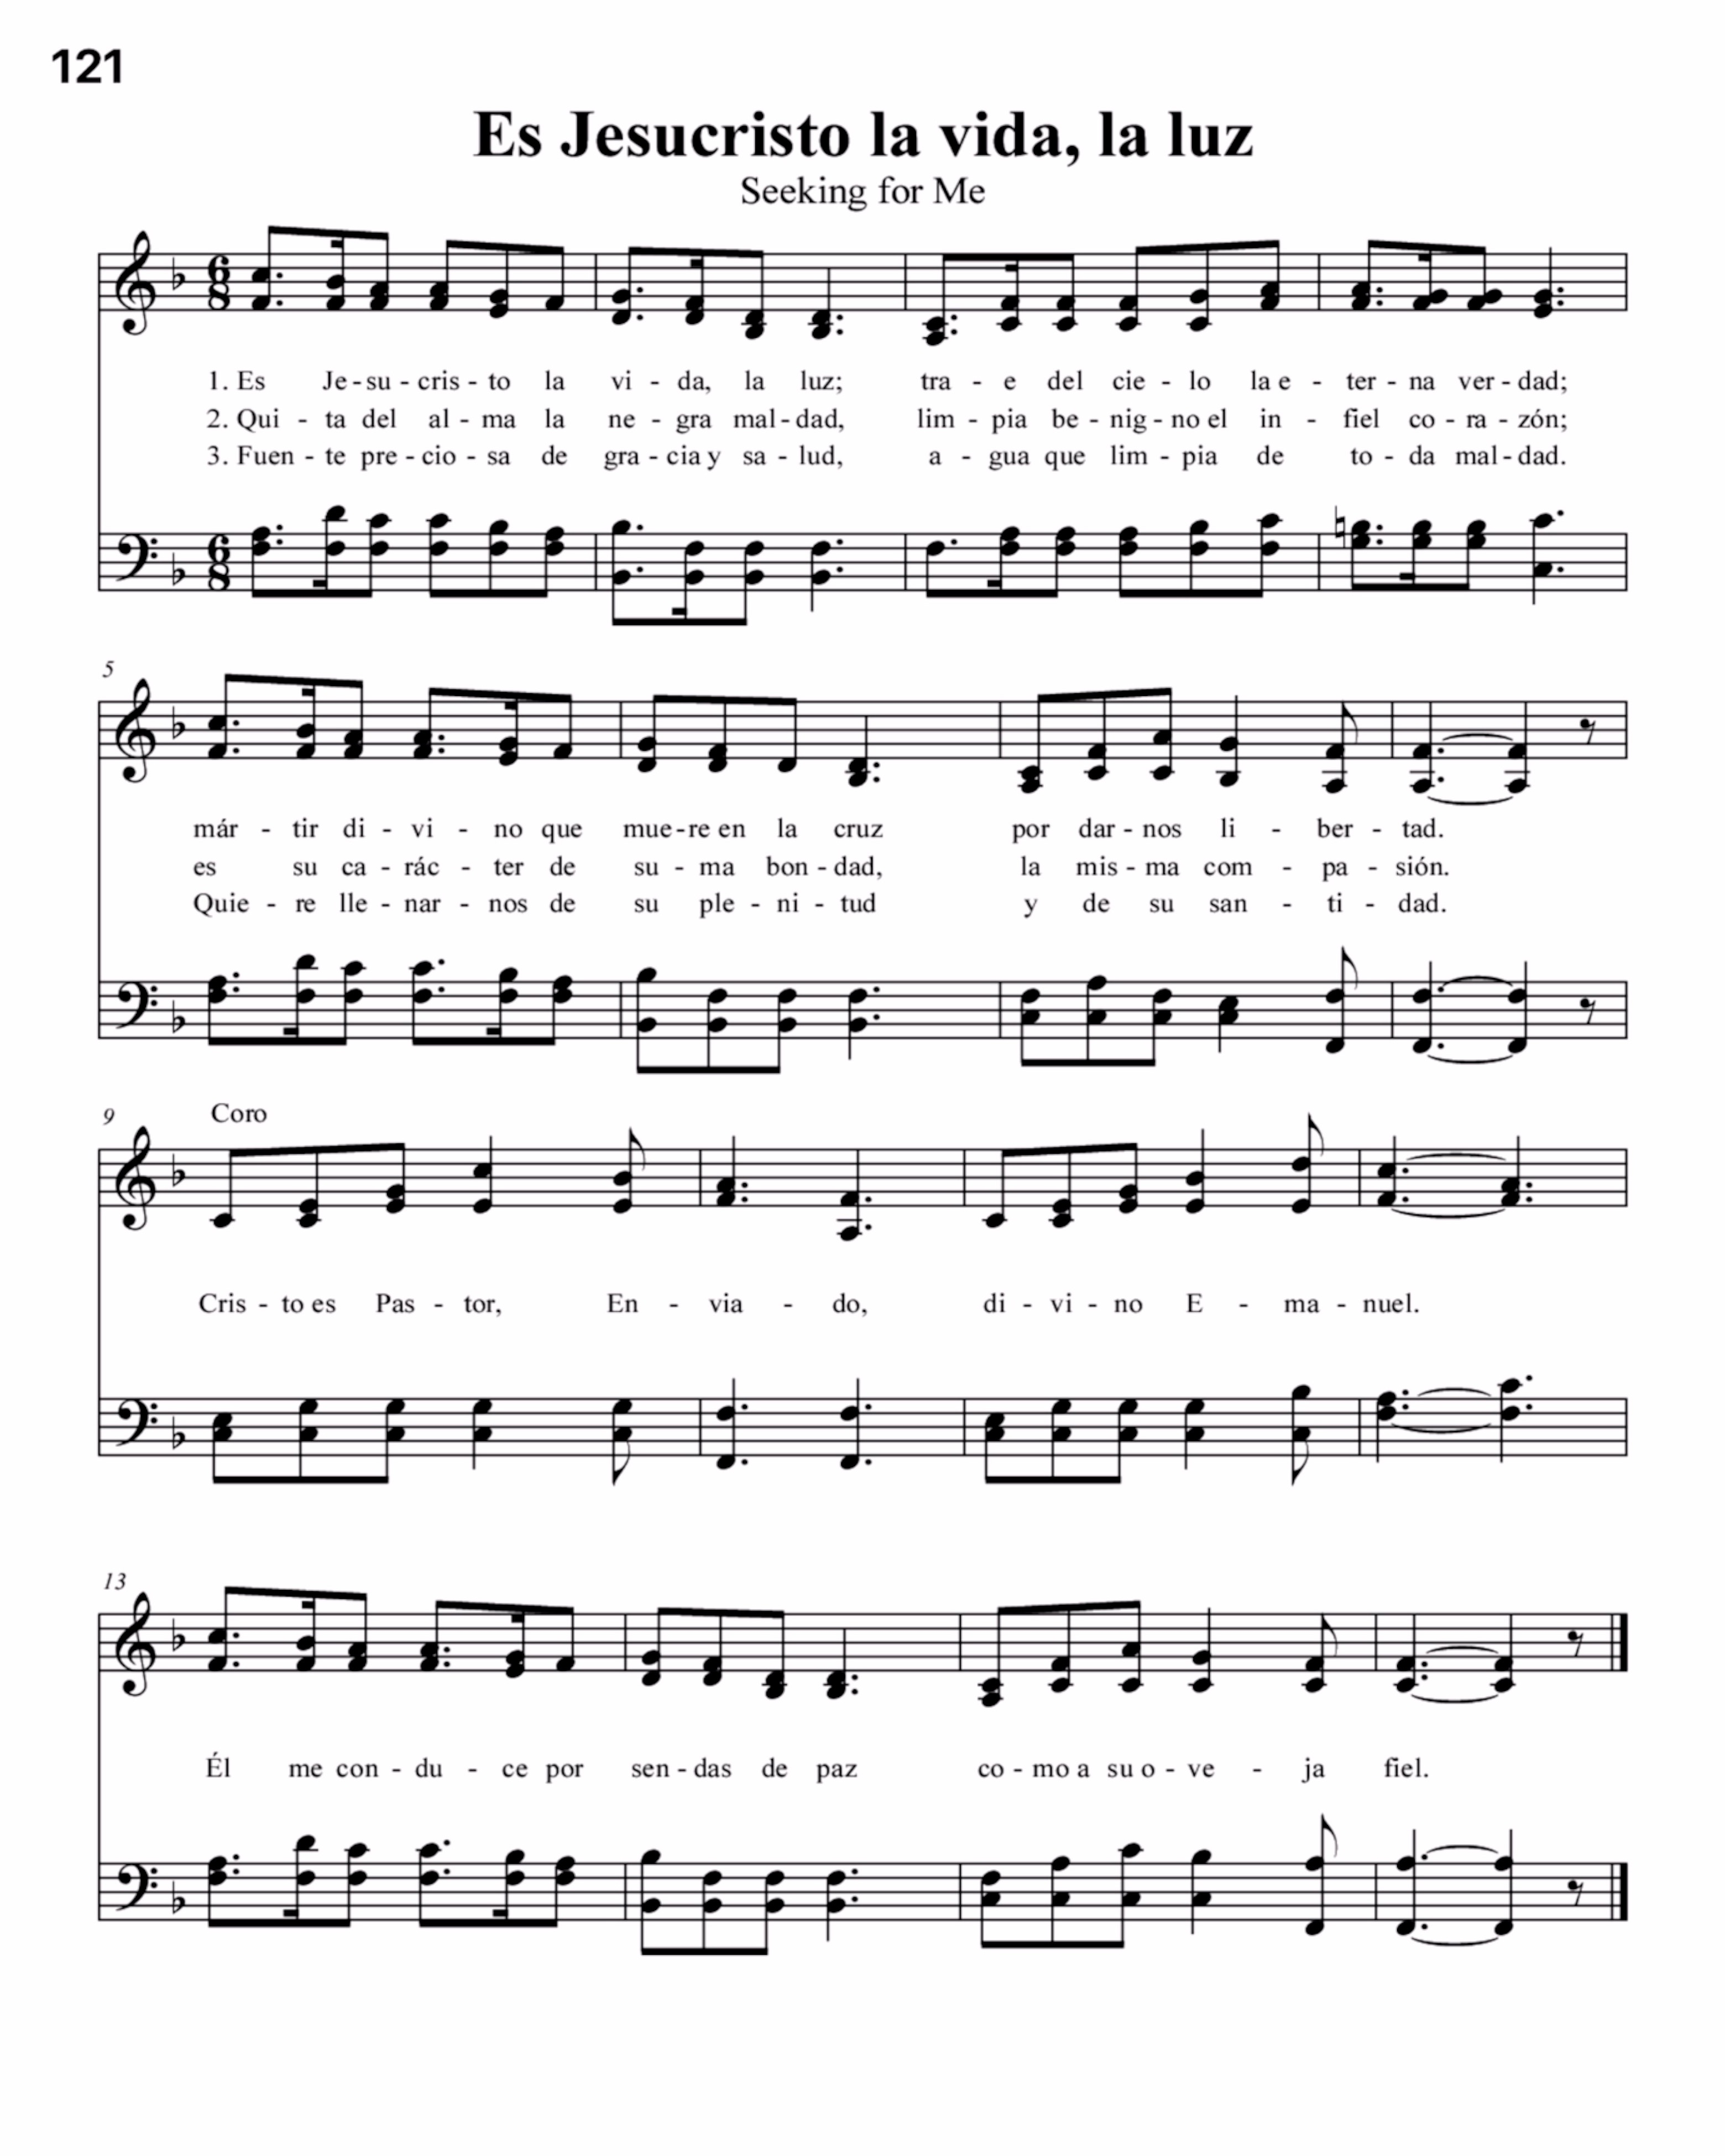 121
Es Jesucristo la vida, la luz
Seeking for Me
1. Es Je - su - cris - to la vi - da, la luz; tra - e del cie - lo la e - ter - na ver - dad;
2. Qui - ta del al - ma la ne - gra mal - dad, lim - pia be - nig - no el in - fiel co - ra - zón;
3. Fuen - te pre - cio - sa de gra - cia y sa - lud, a - gua que lim - pia de to - da mal - dad.
5
már - tir di - vi - no que mue - re en la cruz por dar - nos li - ber - tad.
es su ca - rác - ter de su - ma bon - dad, la mis - ma com - pa - sión.
Quie - re lle - nar - nos de su ple - ni - tud y de su san - ti - dad.
9 Coro
Cris - to es Pas - tor, En - via - do, di - vi - no E - ma - nuel.
13
Él me con - du - ce por sen - das de paz co - mo a su o - ve - ja fiel.